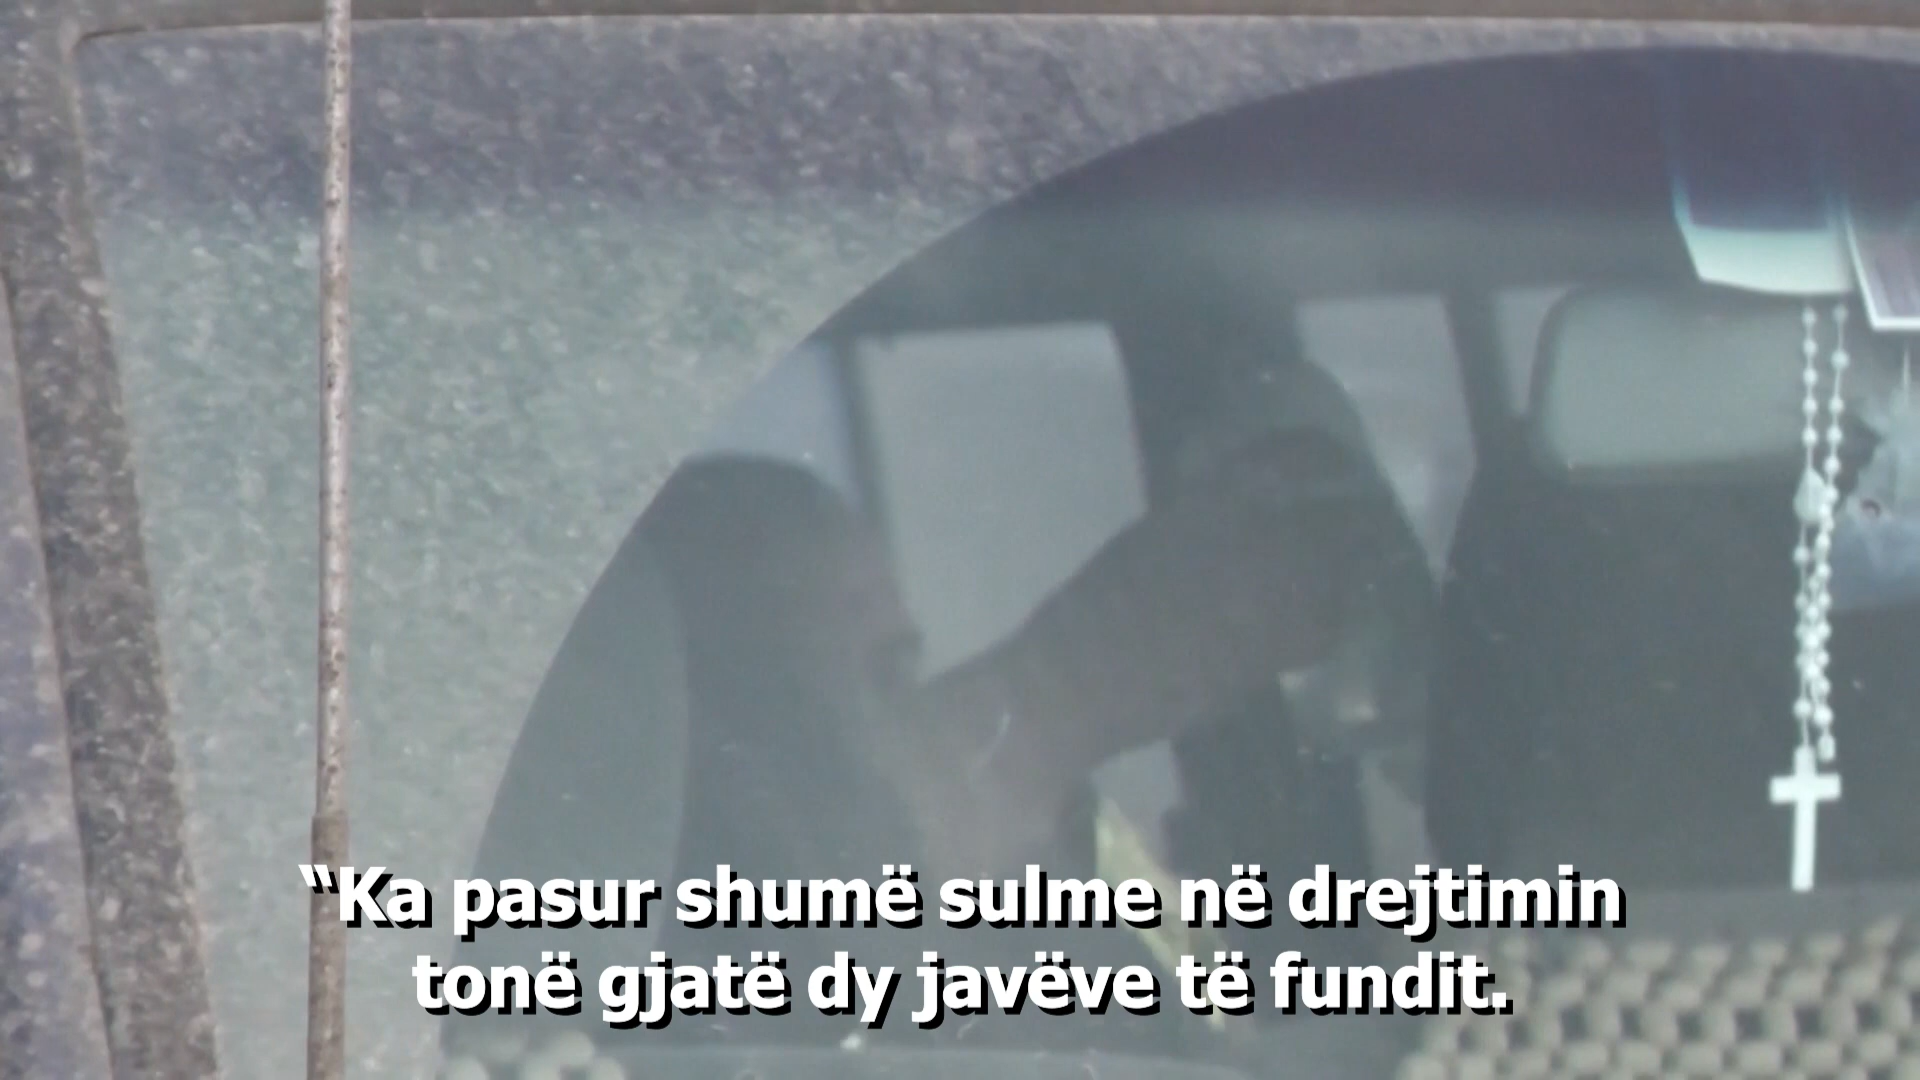 “Ka pasur shumë sulme në drejtimin
tonë gjatë dy javëve të fundit.